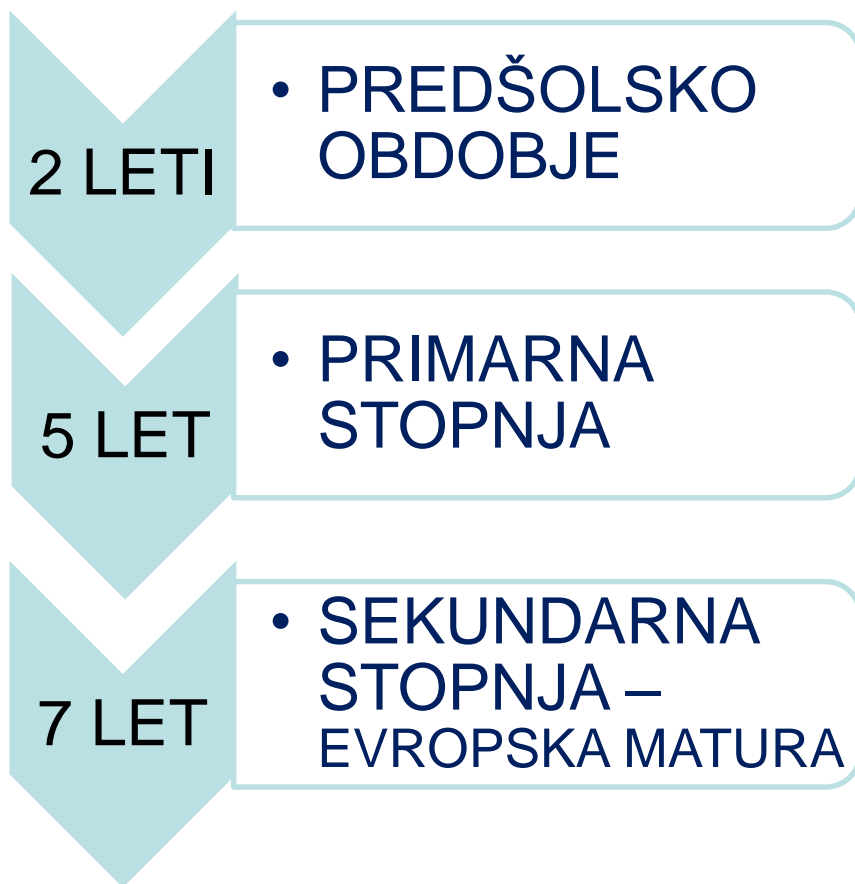 2 LETI
• PREDŠOLSKO
OBDOBJE
5 LET
• PRIMARNA
STOPNJA
7 LET
• SEKUNDARNA
STOPNJA –
EVROPSKA MATURA